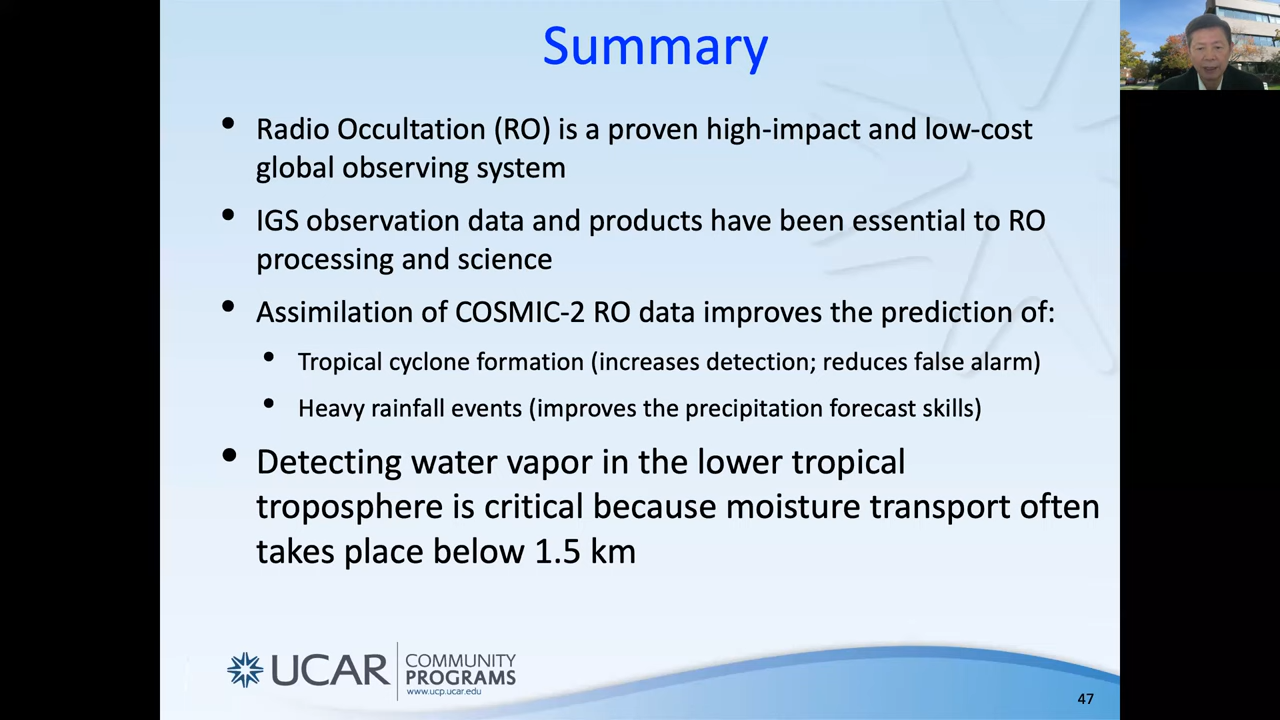 Summary
• Radio Occultation (RO) is a proven high-impact and low-cost
global observing system
• IGS observation data and products have been essential to RO
processing and science
• Assimilation of COSMIC-2 RO data improves the prediction of:
• Tropical cyclone formation (increases detection; reduces false alarm)
• Heavy rainfall events (improves the precipitation forecast skills)
• Detecting water vapor in the lower tropical
troposphere is critical because moisture transport often
takes place below 1.5 km
UCAR
COMMUNITY
PROGRAMS
www.ucp.ucar.edu
47